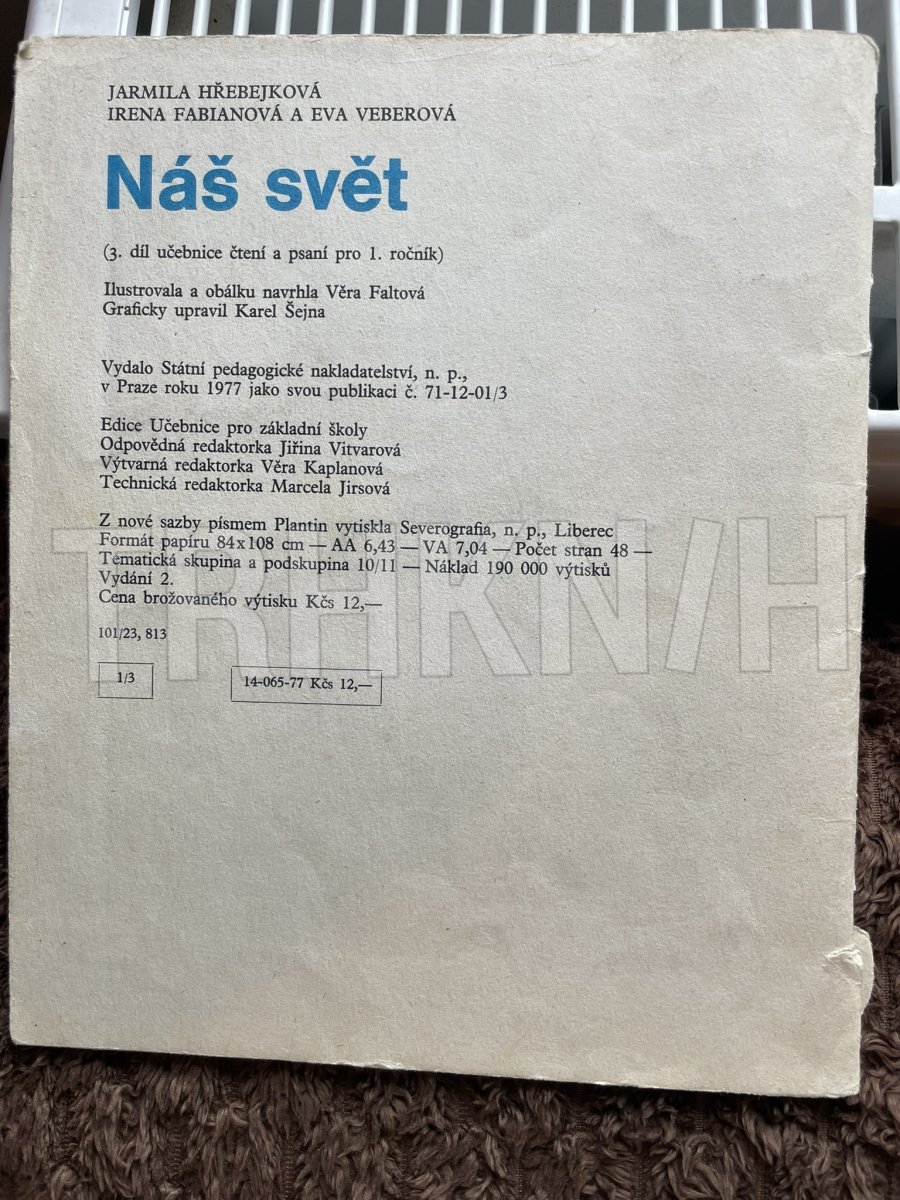 JARMILA HŘEBEJKOVÁ
IRENA FABIANOVÁ A EVA VEBEROVÁ
Náš svět
(3. díl učebnice čtení a psaní pro 1. ročník)
Ilustrovala a obálku navrhla Věra Faltová
Graficky upravil Karel Šejna
Vydalo Státní pedagogické nakladatelství, n. p.,
v Praze roku 1977 jako svou publikaci č. 71-12-01/3
Edice Učebnice pro základní školy
Odpovědná redaktorka Jiřina Vitvarová
Výtvarná redaktorka Věra Kaplanová
Technická redaktorka Marcela Jirsová
Z nové sazby písmem Plantin vytiskla Severografia, n. p., Liberec
Formát papíru 84x108 cm — AA 6,43 — VA 7,04 — Počet stran 48 —
Tématická skupina a podskupina 10/11 — Náklad 190 000 výtisků
Vydání 2.
Cena brožovaného výtisku Kčs 12,—
101/23, 813
1/3
14-065-77 Kčs 12,—